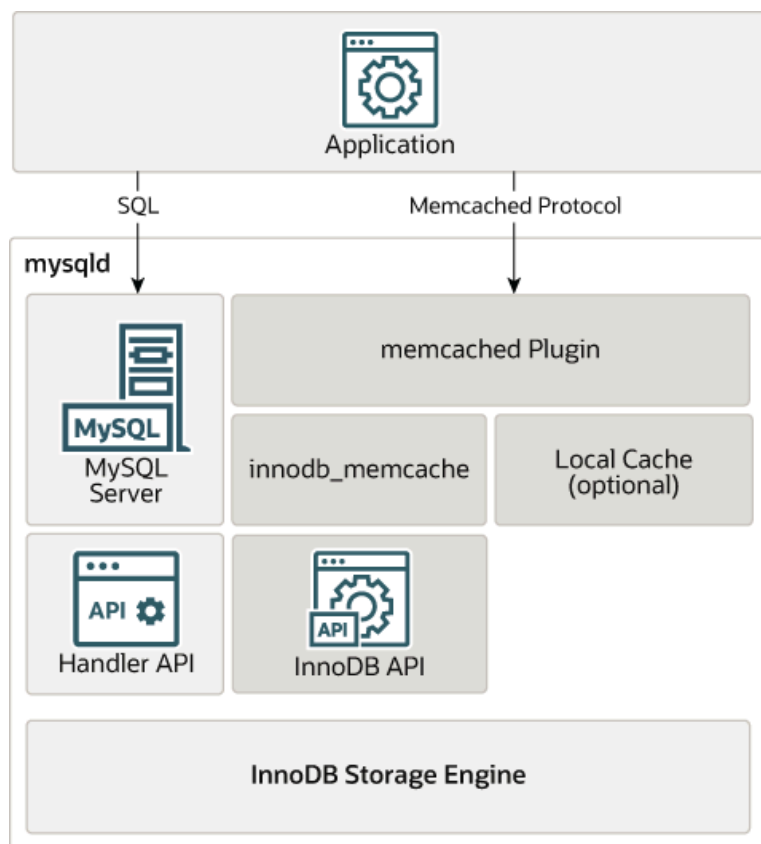 Application
SQL
Memcached Protocol
mysqld
MySQL
MySQL
Server
memcached Plugin
innodb_memcache
Local Cache
(optional)
API
Handler API
API
InnoDB API
InnoDB Storage Engine